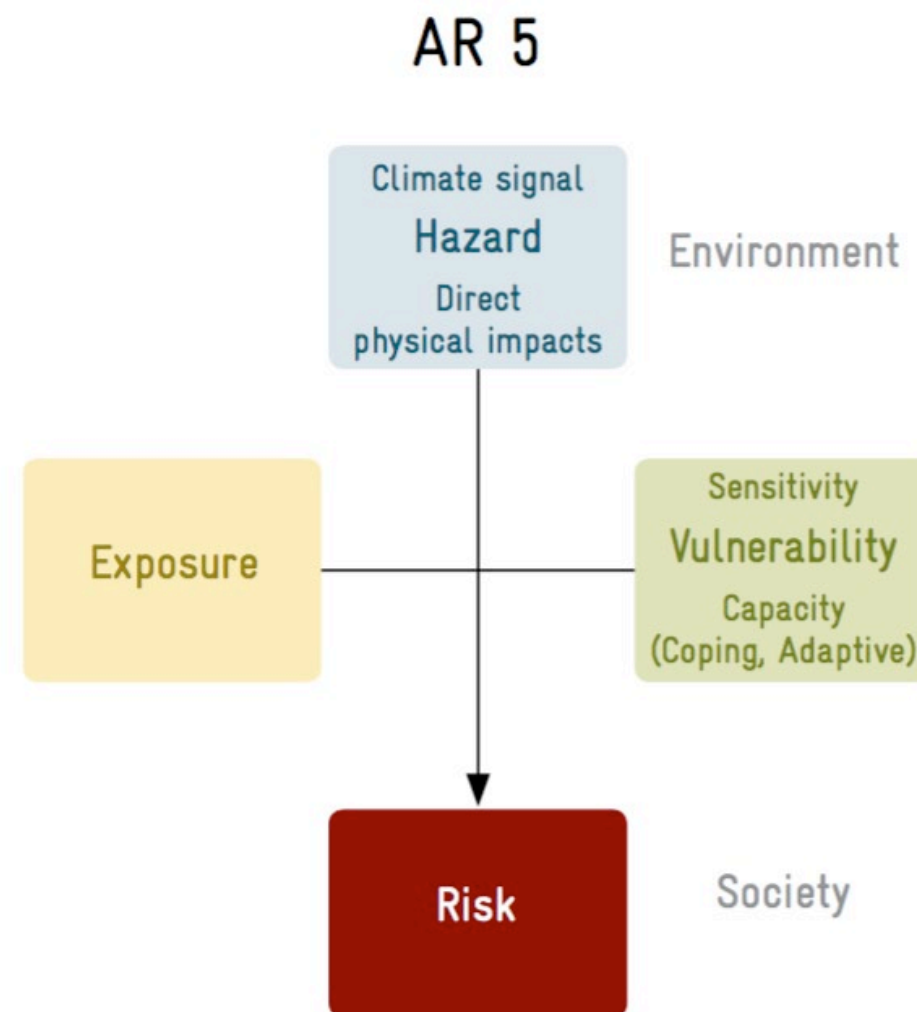 AR 5
Climate signal
Hazard
Direct
physical impacts
Environment
Exposure
Sensitivity
Vulnerability
Capacity
(Coping, Adaptive)
Risk
Society